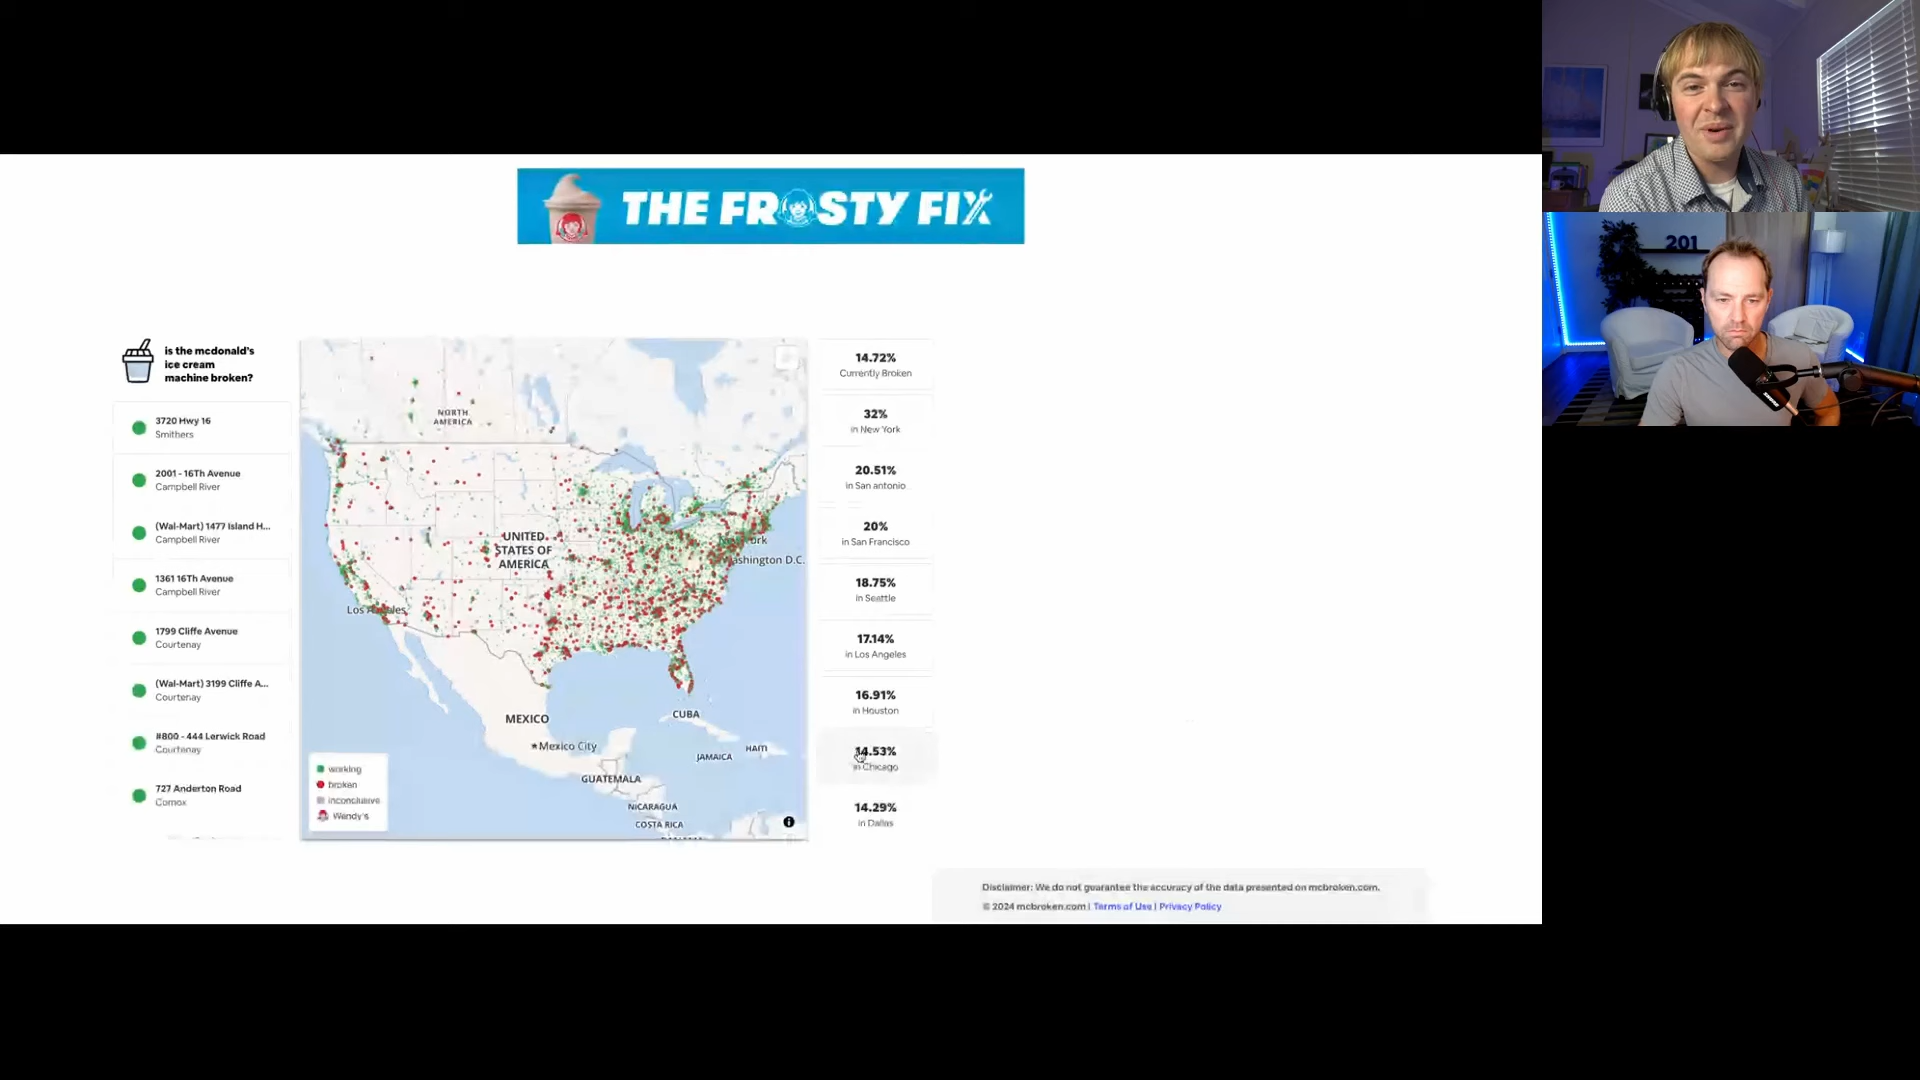 THE FROSTY FIX
is the mcdonald's
ice cream
machine broken?
3720 Hwy 16
Smithers
2001 - 16Th Avenue
Campbell River
(Wal-Mart) 1477 Island H...
Campbell River
1361 16Th Avenue
Campbell River
1799 Cliffe Avenue
Courtenay
(Wal-Mart) 3199 Cliffe A...
Courtenay
#800 - 444 Lerwick Road
Courtenay
727 Anderton Road
Comox
NORTH
AMERICA
UNITED
STATES OF
AMERICA
Washington D.C.
Los Angeles
MEXICO
Mexico City
CUBA
HAITI
JAMAICA
GUATEMALA
NICARAGUA
COSTA RICA
working
broken
inconclusive
Wendy's
14.72%
Currently Broken
32%
in New York
20.51%
in San antonio
20%
in San Francisco
18.75%
in Seattle
17.14%
in Los Angeles
16.91%
in Houston
14.53%
in Chicago
14.29%
in Dallas
Disclaimer: We do not guarantee the accuracy of the data presented on mcbroken.com.
© 2024 mcbroken.com | Terms of Use | Privacy Policy
201